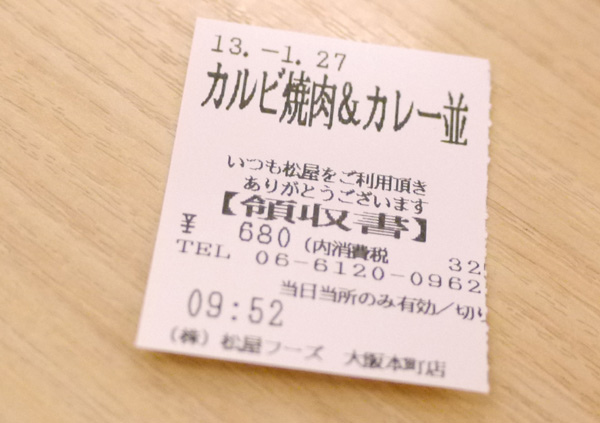 13.-1.27
カルビ焼肉&カレー並
いつも松屋をご利用頂き
ありがとうございます
【領収書】
¥ 680(内消費税 32
TEL 06-6120-0962
当日当所のみ有効/切り
09:52
(株)松屋フーズ 大阪本町店